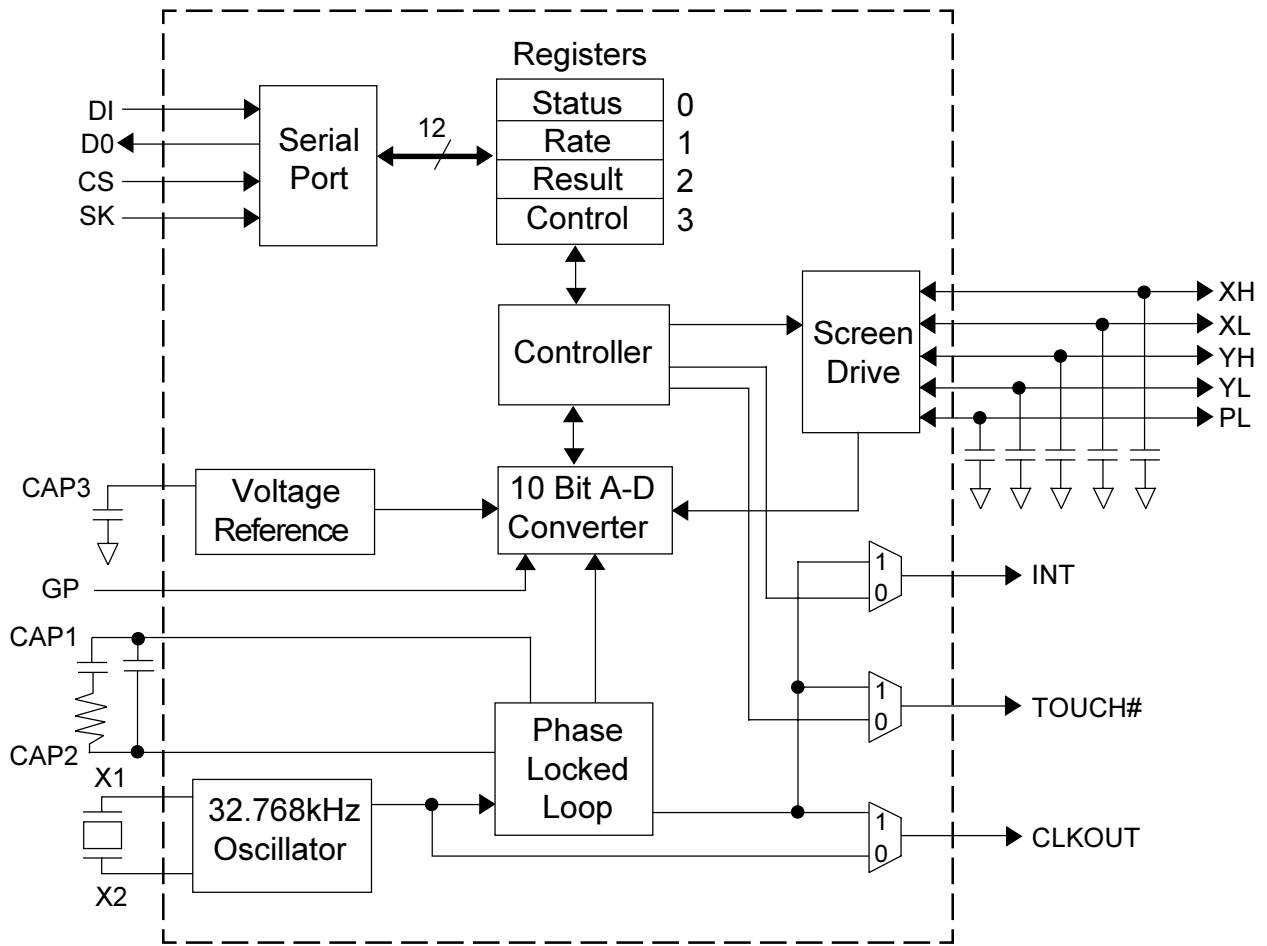 Registers
Status 0
Rate 1
Result 2
Control 3
DI
D0
CS
SK
Serial
Port
12
Controller
Screen
Drive
XH
XL
YH
YL
PL
CAP3
Voltage
Reference
10 Bit A-D
Converter
GP
CAP1
CAP2
X1
X2
32.768kHz
Oscillator
Phase
Locked
Loop
1
0
INT
1
0
TOUCH#
1
0
CLKOUT